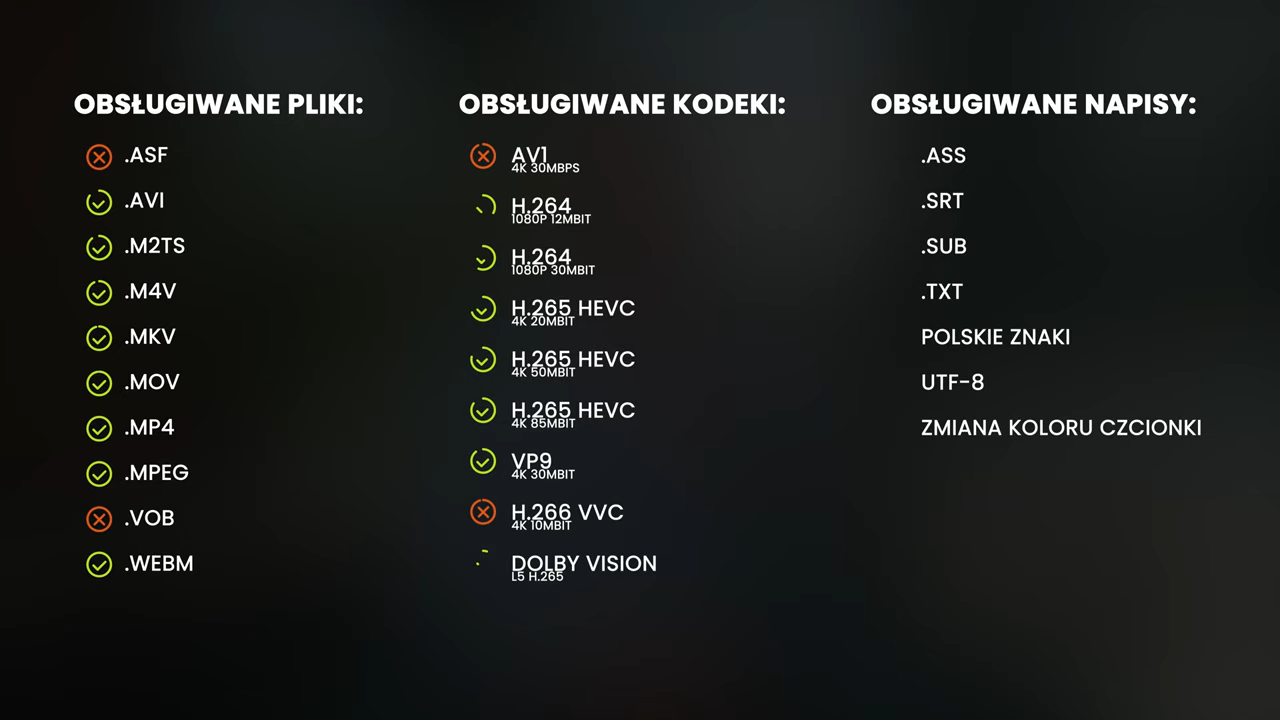 OBSŁUGIWANE PLIKI:
.ASF
.AVI
.M2TS
.M4V
.MKV
.MOV
.MP4
.MPEG
.VOB
.WEBM
OBSŁUGIWANE KODEKI:
AV1
4K 30MBPS
H.264
1080P 12MBIT
H.264
1080P 30MBIT
H.265 HEVC
4K 20MBIT
H.265 HEVC
4K 50MBIT
H.265 HEVC
4K 85MBIT
VP9
4K 30MBIT
H.266 VVC
4K 10MBIT
DOLBY VISION
L5 H.265
OBSŁUGIWANE NAPISY:
.ASS
.SRT
.SUB
.TXT
POLSKIE ZNAKI
UTF-8
ZMIANA KOLORU CZCIONKI